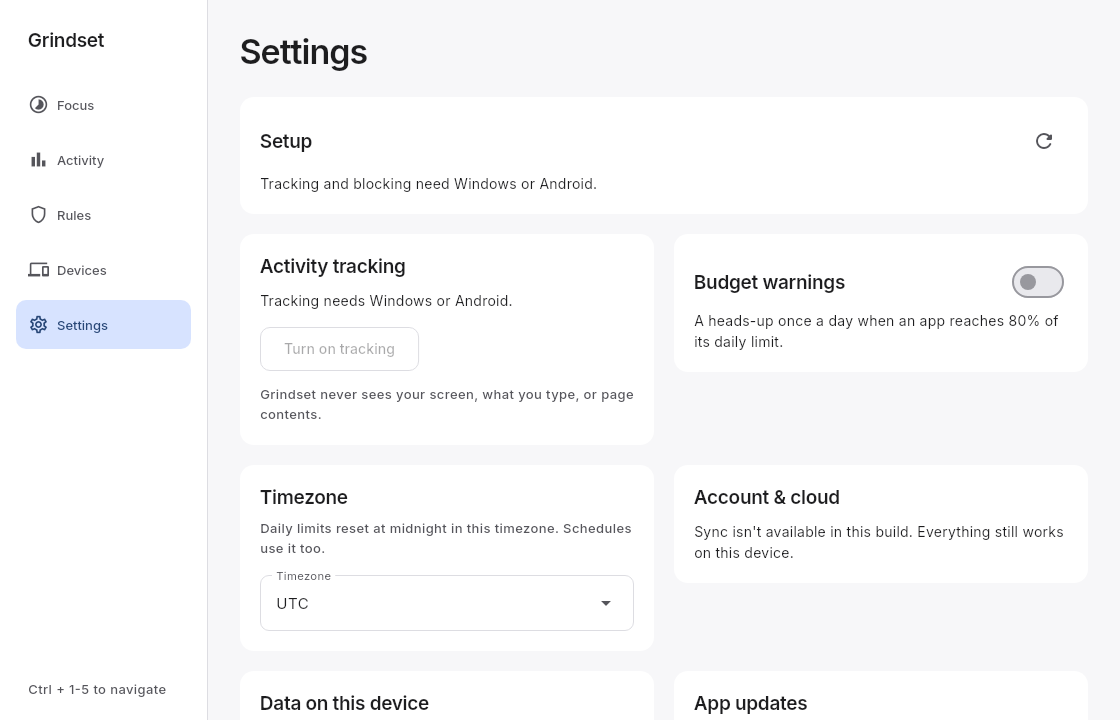 Grindset
Focus
Activity
Rules
Devices
Settings
Ctrl + 1-5 to navigate
Settings
Setup
Tracking and blocking need Windows or Android.
Activity tracking
Tracking needs Windows or Android.
Turn on tracking
Grindset never sees your screen, what you type, or page
contents.
Budget warnings
A heads-up once a day when an app reaches 80% of
its daily limit.
Timezone
Daily limits reset at midnight in this timezone. Schedules
use it too.
Timezone
UTC
Account & cloud
Sync isn't available in this build. Everything still works
on this device.
Data on this device
App updates